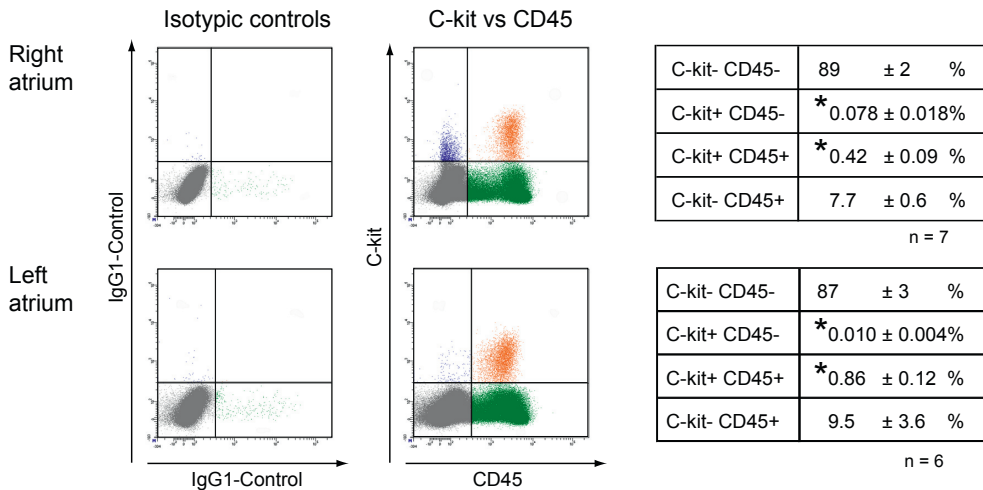 Isotypic controls
C-kit vs CD45
Right
atrium
C-kit- CD45- 89 ± 2 %
C-kit+ CD45- *0.078 ± 0.018%
C-kit+ CD45+ *0.42 ± 0.09 %
C-kit- CD45+ 7.7 ± 0.6 %
n = 7
IgG1-Control
C-kit
Left
atrium
C-kit- CD45- 87 ± 3 %
C-kit+ CD45- *0.010 ± 0.004%
C-kit+ CD45+ *0.86 ± 0.12 %
C-kit- CD45+ 9.5 ± 3.6 %
n = 6
IgG1-Control
CD45